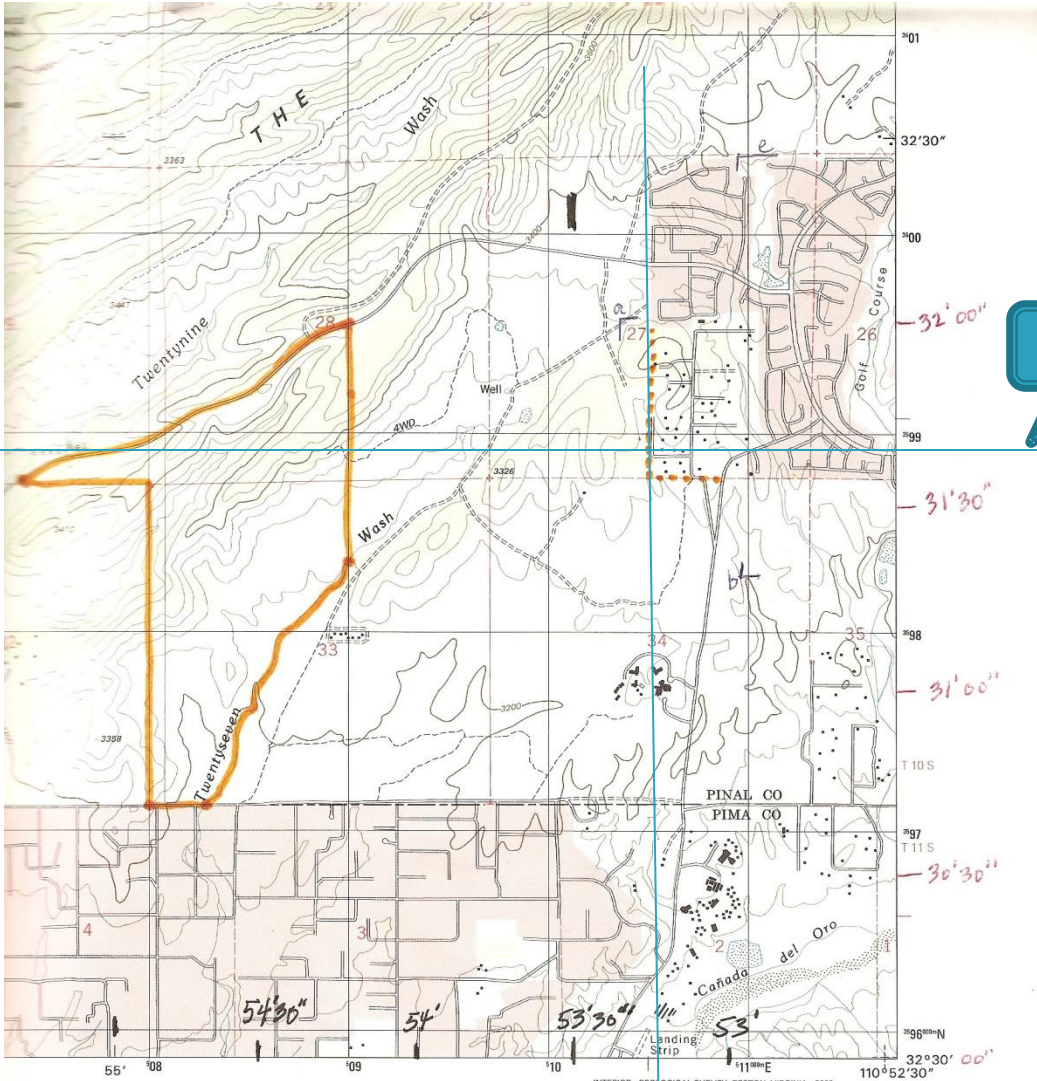 ³⁶01
THE
Wash
3600
32'30"
3363
e
³⁶00
3400
Twentynine
28
a
27
26
32'00"
Golf Course
Well
³⁵99
4WD
3326
31'30"
Wash
b
³⁵98
33
34
35
31'00"
3200
Twentyseven
3358
T 10 S
PINAL CO
PIMA CO
³⁵97
T 11 S
30'30"
4
3
2
1
Cañada del Oro
54'30"
54'
53'30"
53'
³⁵96⁰⁰⁰ᵐN
Landing
Strip
32°30' 00"
55'
⁵08
⁵09
⁵10
⁵11⁰⁰⁰ᵐE
110°52'30"